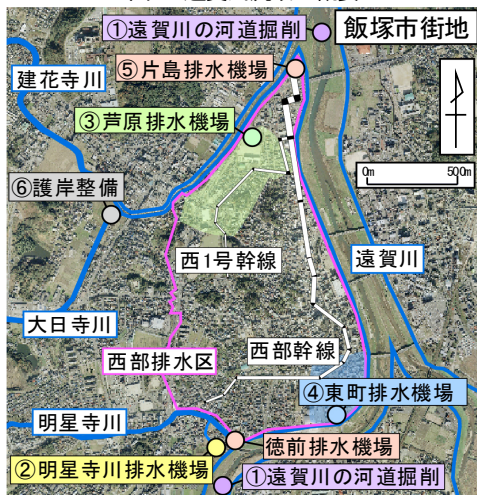 ①遠賀川の河道掘削
飯塚市街地
建花寺川
⑤片島排水機場
③芦原排水機場
0m 500m
⑥護岸整備
西1号幹線
遠賀川
大日寺川
西部幹線
西部排水区
④東町排水機場
明星寺川
徳前排水機場
②明星寺川排水機場
①遠賀川の河道掘削